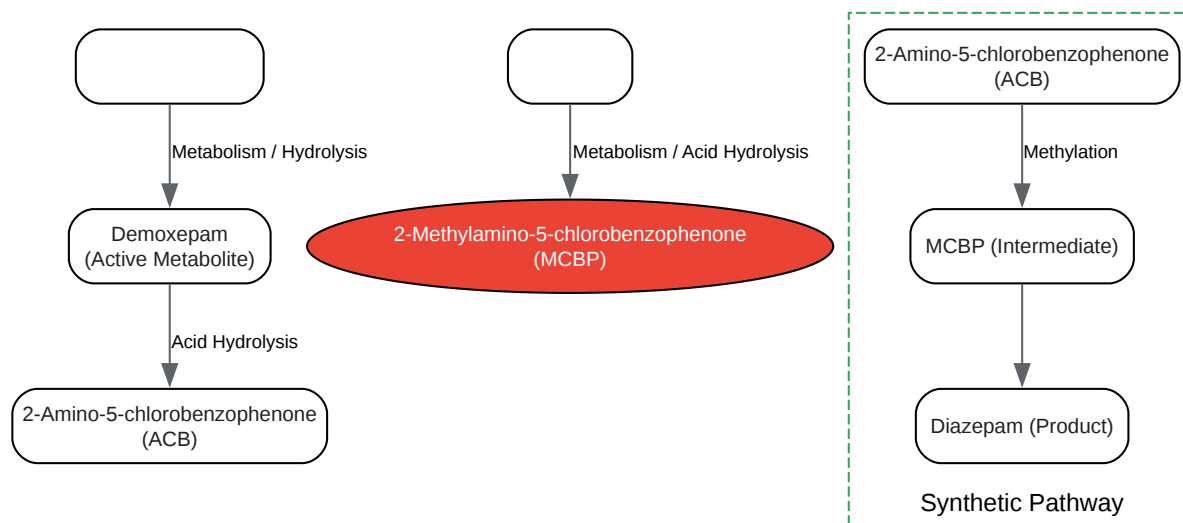 Metabolism / Hydrolysis
Demoxepam
(Active Metabolite)
Acid Hydrolysis
2-Amino-5-chlorobenzophenone
(ACB)
Metabolism / Acid Hydrolysis
2-Methylamino-5-chlorobenzophenone
(MCBP)
2-Amino-5-chlorobenzophenone
(ACB)
Methylation
MCBP (Intermediate)
Diazepam (Product)
Synthetic Pathway